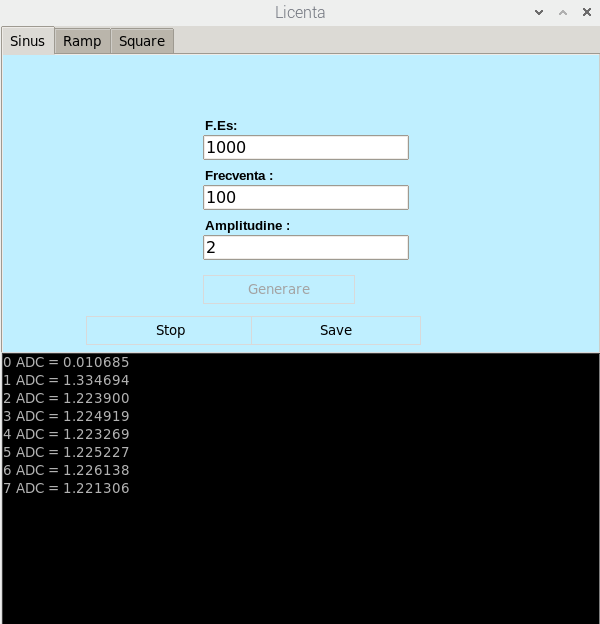 Licenta
Sinus Ramp Square
F.Es:
1000
Frecventa :
100
Amplitudine :
2
Generare
Stop Save
0 ADC = 0.010685
1 ADC = 1.334694
2 ADC = 1.223900
3 ADC = 1.224919
4 ADC = 1.223269
5 ADC = 1.225227
6 ADC = 1.226138
7 ADC = 1.221306